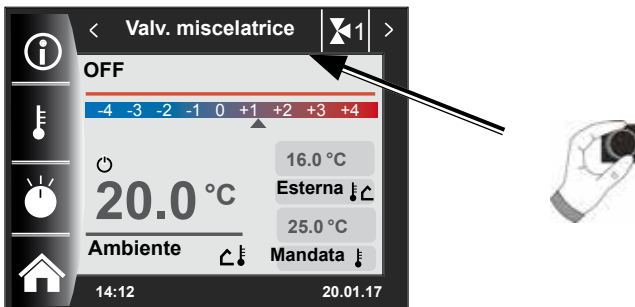 < Valv. miscelatrice 1 >
OFF
-4 -3 -2 -1 0 +1 +2 +3 +4
16.0 °C
Esterna
20.0 °C
25.0 °C
Ambiente
Mandata
14:12 20.01.17